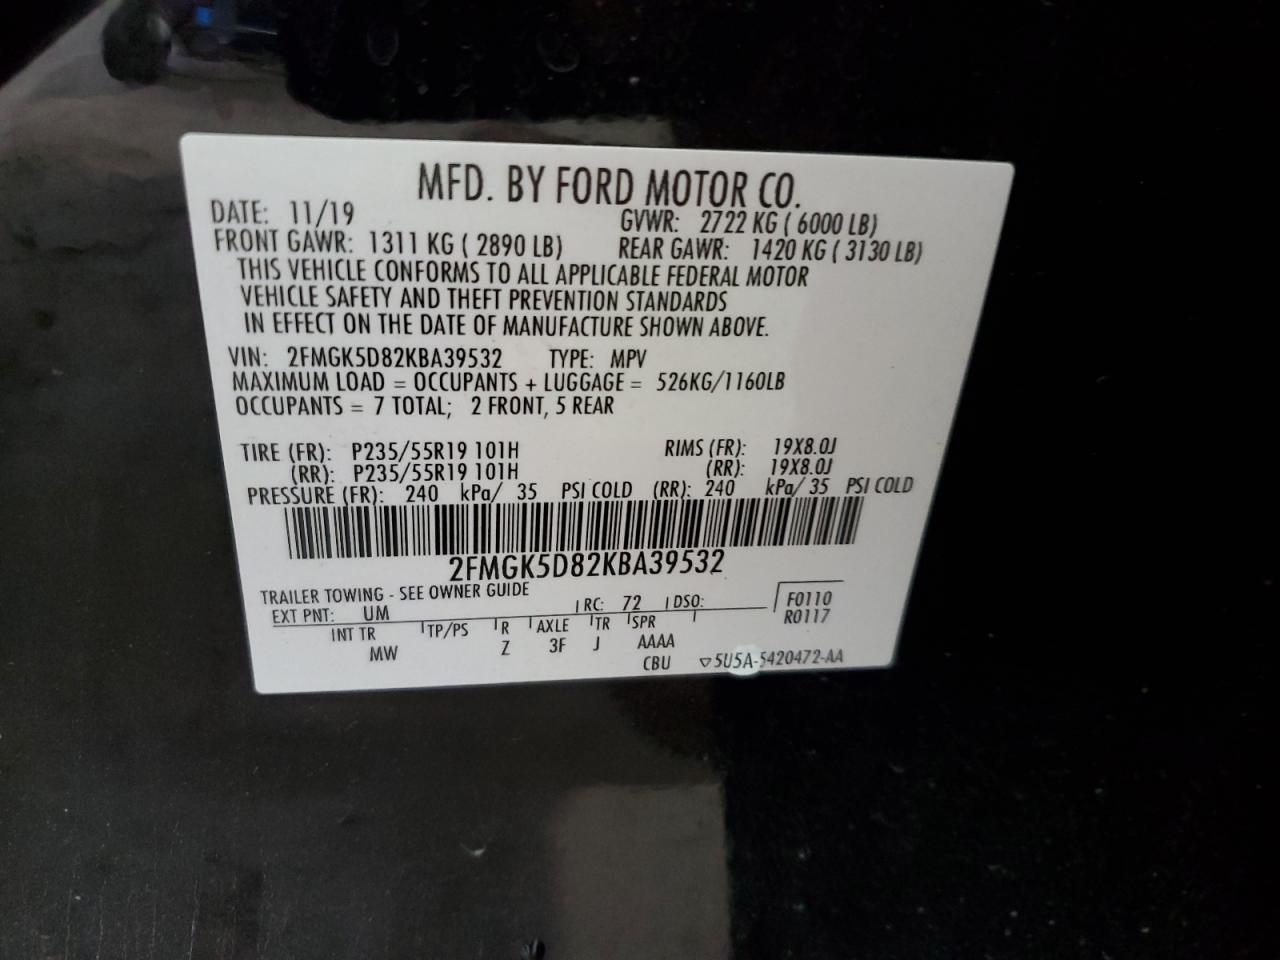 MFD. BY FORD MOTOR CO.
DATE: 11/19 GVWR: 2722 KG ( 6000 LB)
FRONT GAWR: 1311 KG ( 2890 LB) REAR GAWR: 1420 KG ( 3130 LB)
THIS VEHICLE CONFORMS TO ALL APPLICABLE FEDERAL MOTOR
VEHICLE SAFETY AND THEFT PREVENTION STANDARDS
IN EFFECT ON THE DATE OF MANUFACTURE SHOWN ABOVE.
VIN: 2FMGK5D82KBA39532 TYPE: MPV
MAXIMUM LOAD = OCCUPANTS + LUGGAGE = 526KG/1160LB
OCCUPANTS = 7 TOTAL; 2 FRONT, 5 REAR
TIRE (FR): P235/55R19 101H RIMS (FR): 19X8.0J
(RR): P235/55R19 101H (RR): 19X8.0J
PRESSURE (FR): 240 kPa/ 35 PSI COLD (RR): 240 kPa/ 35 PSI COLD
2FMGK5D82KBA39532
TRAILER TOWING - SEE OWNER GUIDE
EXT PNT: UM RC: 72 DSO: F0110
R0117
INT TR TP/PS R AXLE TR SPR
MW Z 3F J AAAA
CBU ▽5U5A-5420472-AA